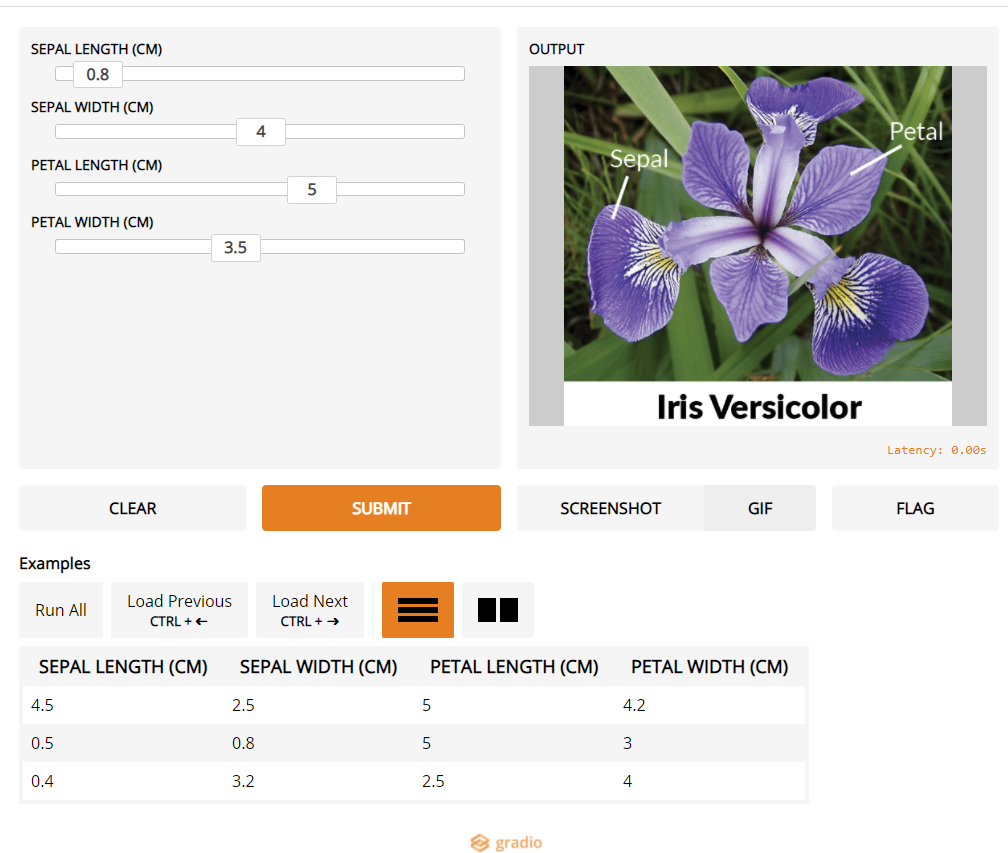 SEPAL LENGTH (CM)
0.8
SEPAL WIDTH (CM)
4
PETAL LENGTH (CM)
5
PETAL WIDTH (CM)
3.5
OUTPUT
Petal
Sepal
Iris Versicolor
Latency: 0.00s
CLEAR
SUBMIT
SCREENSHOT
GIF
FLAG
Examples
Run All
Load Previous
CTRL + ←
Load Next
CTRL + →
SEPAL LENGTH (CM) SEPAL WIDTH (CM) PETAL LENGTH (CM) PETAL WIDTH (CM)
4.5 2.5 5 4.2
0.5 0.8 5 3
0.4 3.2 2.5 4
gradio